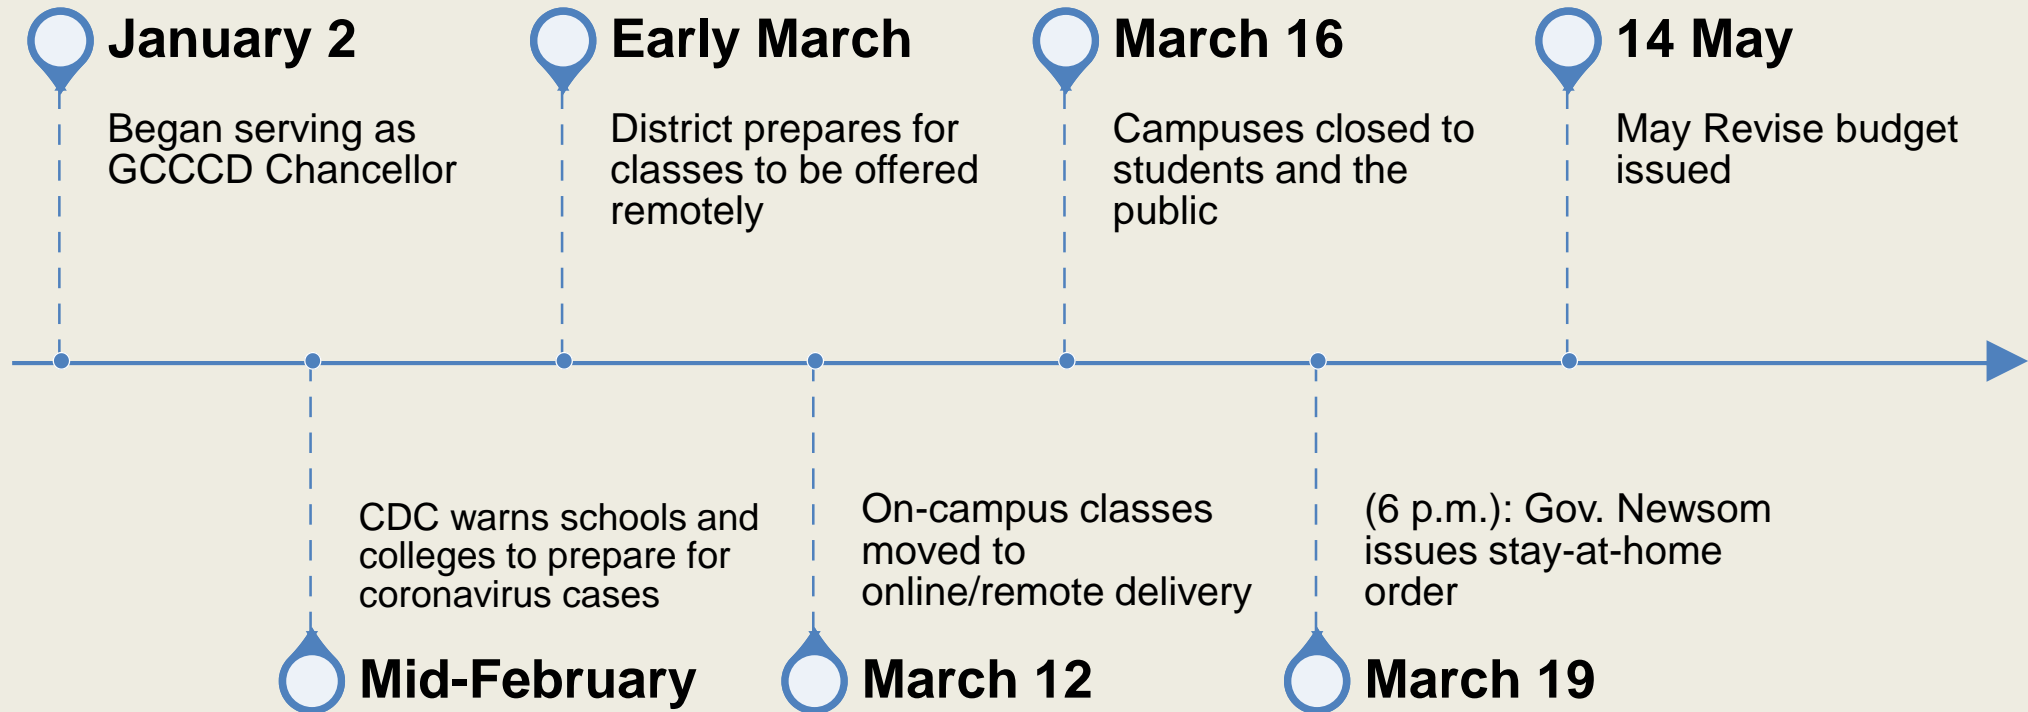 January 2
Began serving as
GCCCD Chancellor
Early March
District prepares for
classes to be offered
remotely
March 16
Campuses closed to
students and the
public
14 May
May Revise budget
issued
CDC warns schools and
colleges to prepare for
coronavirus cases
Mid-February
On-campus classes
moved to
online/remote delivery
March 12
(6 p.m.): Gov. Newsom
issues stay-at-home
order
March 19